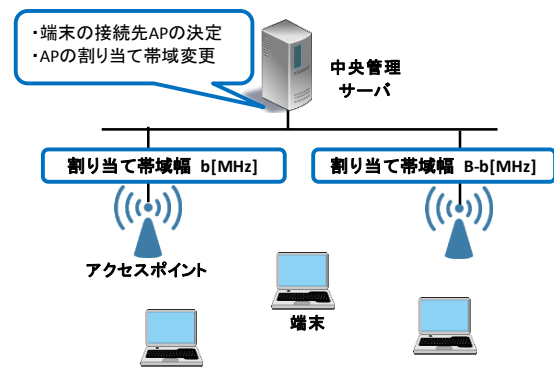 ・端末の接続先APの決定
・APの割り当て帯域変更
中央管理
サーバ
割り当て帯域幅 b[MHz]
割り当て帯域幅 B-b[MHz]
アクセスポイント
端末